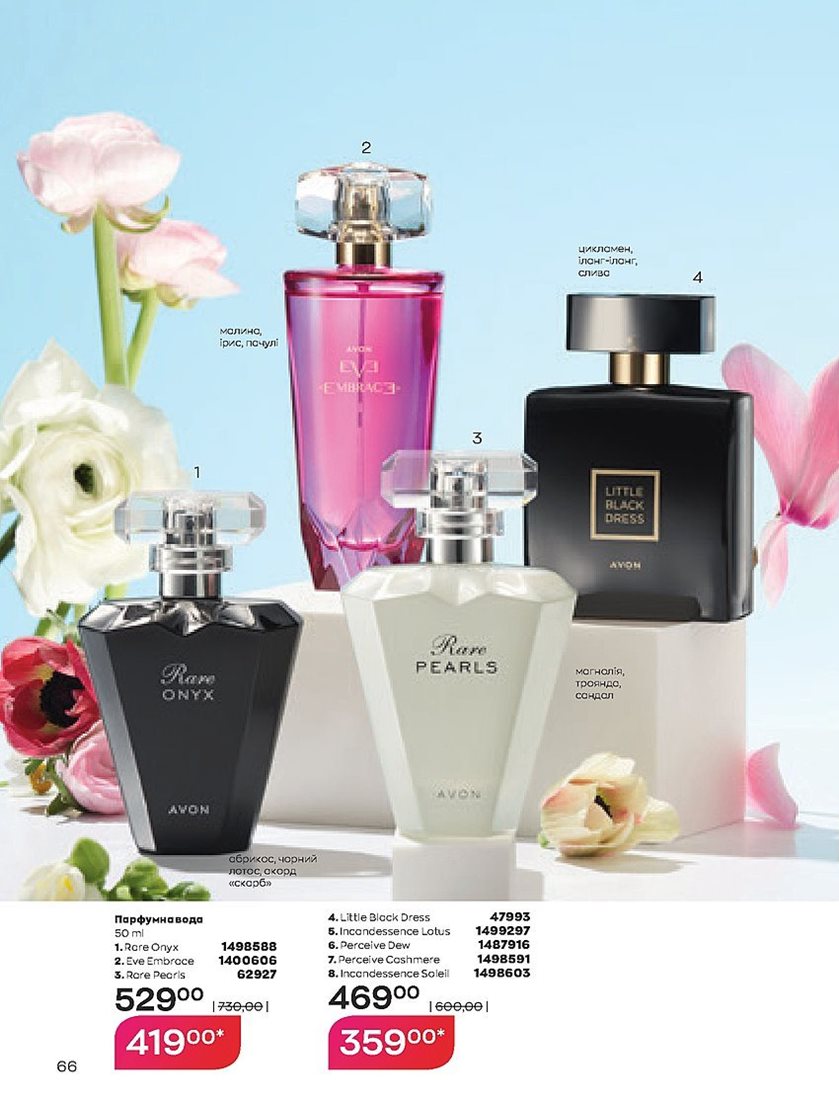 2
цикламен,
іланг-іланг,
слива
4
малина,
ірис, пачулі
AVON
EVE
EMBRACE
3
1
LITTLE
BLACK
DRESS
AVON
Rare
PEARLS
Rare
ONYX
магнолія,
троянда,
сандал
AVON
AVON
абрикос, чорний
лотос, акорд
«скарб»
Парфумна вода
50 ml
1. Rare Onyx 1498588
2. Eve Embrace 1400606
3. Rare Pearls 62927
529⁰⁰ | 730,00 |
419⁰⁰*
4. Little Black Dress 47993
5. Incandessence Lotus 1499297
6. Perceive Dew 1487916
7. Perceive Cashmere 1498591
8. Incandessence Soleil 1498603
469⁰⁰ | 600,00 |
359⁰⁰*
66